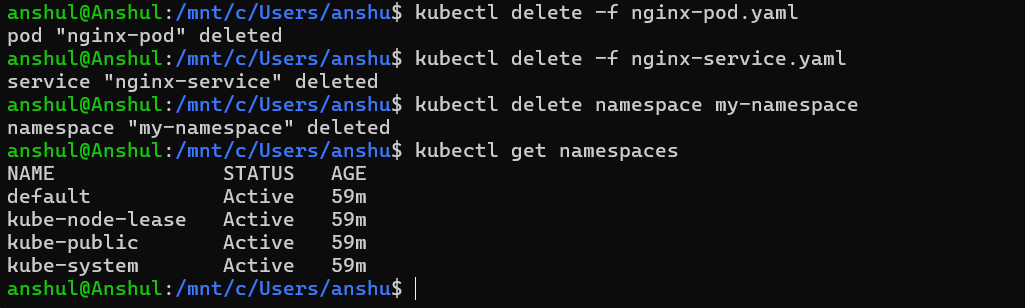 anshul@Anshul:/mnt/c/Users/anshu$ kubectl delete -f nginx-pod.yaml
pod "nginx-pod" deleted
anshul@Anshul:/mnt/c/Users/anshu$ kubectl delete -f nginx-service.yaml
service "nginx-service" deleted
anshul@Anshul:/mnt/c/Users/anshu$ kubectl delete namespace my-namespace
namespace "my-namespace" deleted
anshul@Anshul:/mnt/c/Users/anshu$ kubectl get namespaces
NAME              STATUS   AGE
default           Active   59m
kube-node-lease   Active   59m
kube-public       Active   59m
kube-system       Active   59m
anshul@Anshul:/mnt/c/Users/anshu$